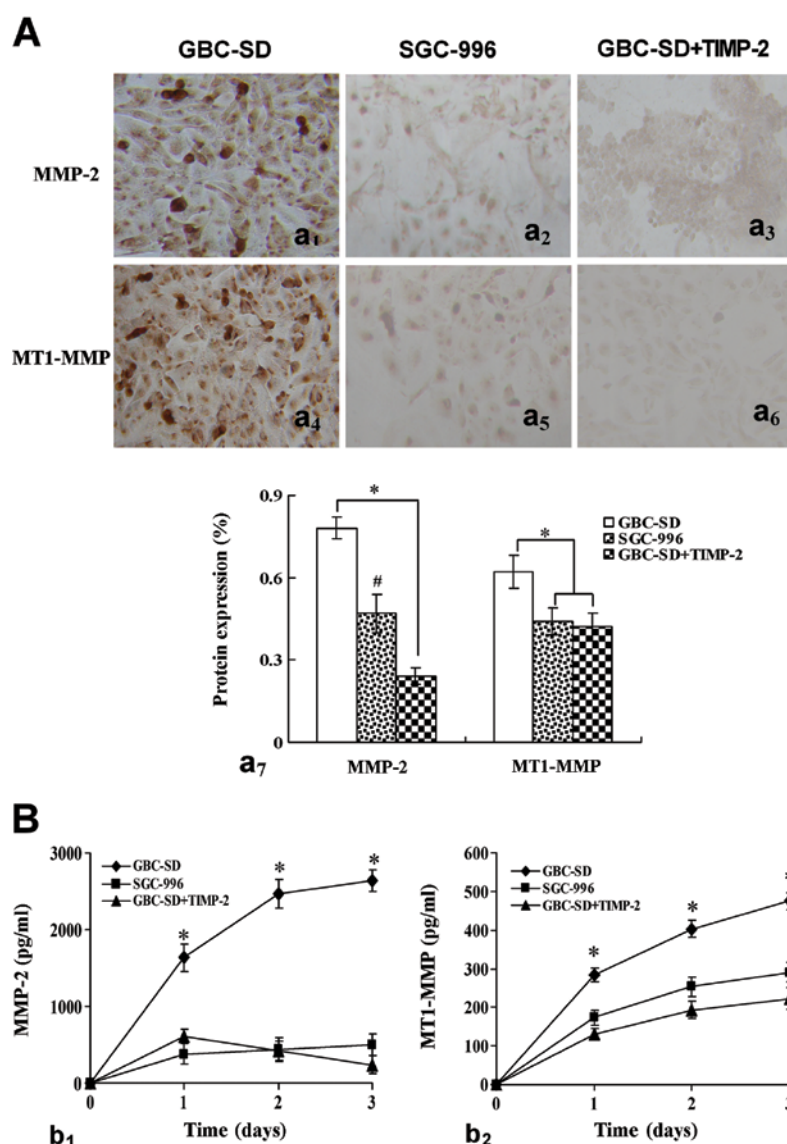 A
GBC-SD SGC-996 GBC-SD+TIMP-2
MMP-2
a1 a2 a3
MT1-MMP
a4 a5 a6
Protein expression (%)
0.9
0.6
0.3
0
*
#
*
GBC-SD
SGC-996
GBC-SD+TIMP-2
MMP-2 MT1-MMP
a7
B
MMP-2 (pg/ml)
3000
2500
1500
1000
500
0
GBC-SD
SGC-996
GBC-SD+TIMP-2
* * *
0 1 2 3
Time (days)
b1
MT1-MMP (pg/ml)
600
500
400
300
200
100
0
GBC-SD
SGC-996
GBC-SD+TIMP-2
* * *
0 1 2 3
Time (days)
b2